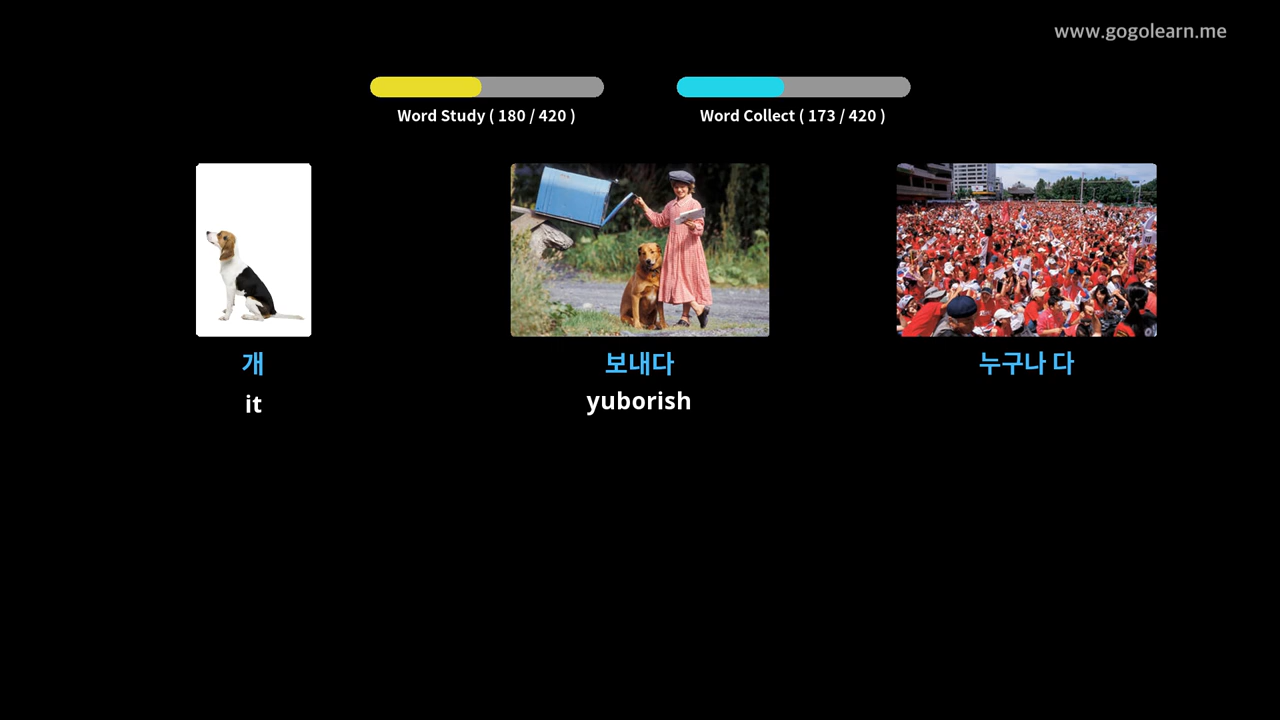 www.gogolearn.me
Word Study ( 180 / 420 )
Word Collect ( 173 / 420 )
개
보내다
누구나 다
it
yuborish